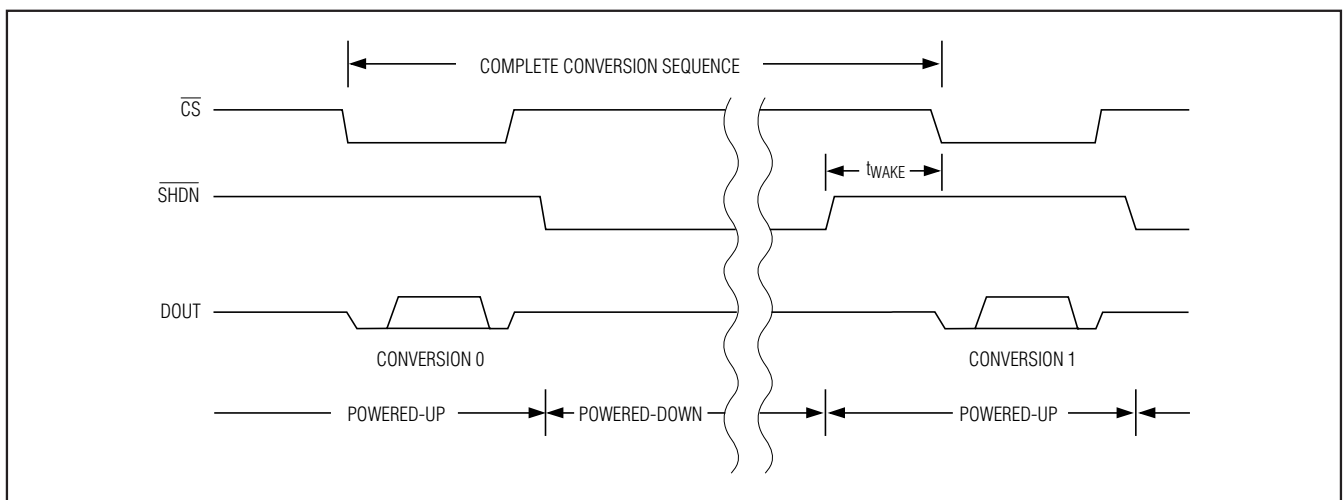 COMPLETE CONVERSION SEQUENCE
CS
tWAKE
SHDN
DOUT
CONVERSION 0
CONVERSION 1
POWERED-UP
POWERED-DOWN
POWERED-UP